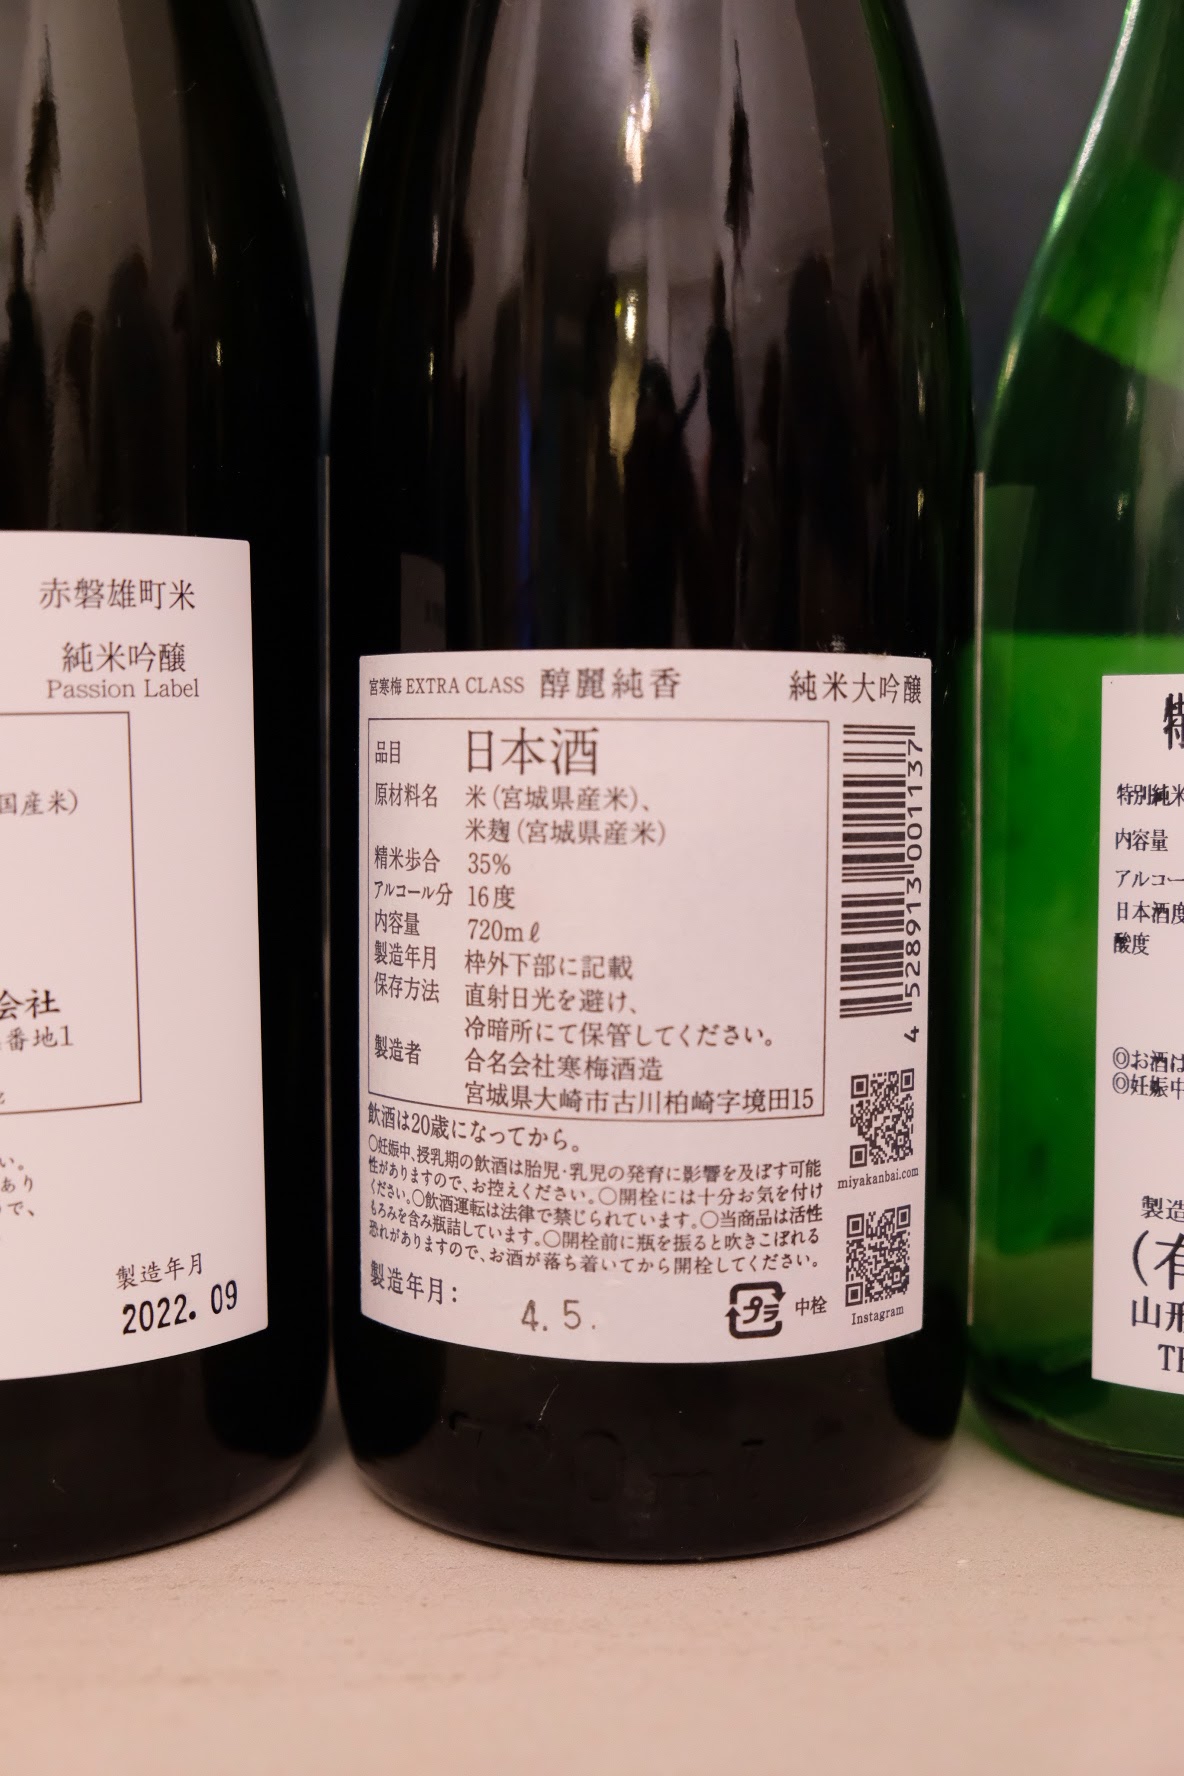 赤磐雄町米
純米吟醸
Passion Label
国産米)
会社
番地1
い。
あり
で、
製造年月
2022. 09
宮寒梅 EXTRA CLASS 醇麗純香 純米大吟醸
品目 日本酒
原材料名 米(宮城県産米)、
米麹(宮城県産米)
精米歩合 35%
アルコール分 16度
内容量 720mℓ
製造年月 枠外下部に記載
保存方法 直射日光を避け、
冷暗所にて保管してください。
製造者 合名会社寒梅酒造
宮城県大崎市古川柏崎字境田15
飲酒は20歳になってから。
○妊娠中、授乳期の飲酒は胎児・乳児の発育に影響を及ぼす可能
性がありますので、お控えください。○開栓には十分お気を付け
ください。○飲酒運転は法律で禁じられています。○当商品は活性
もろみを含み瓶詰しています。○開栓前に瓶を振ると吹きこぼれる
恐れがありますので、お酒が落ち着いてから開栓してください。
製造年月:
4. 5.
プラ 中栓
4 528913 001137
miyakanbai.com
Instagram
特別純米
内容量
アルコー
日本酒度
酸度
◎お酒は
◎妊娠中
製造
(有
山形
TE